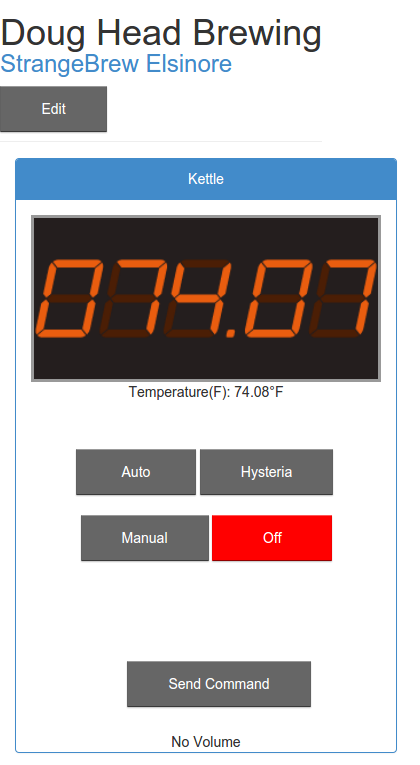 Doug Head Brewing
StrangeBrew Elsinore
Edit
Kettle
074.07
Temperature(F): 74.08°F
Auto Hysteria
Manual Off
Send Command
No Volume